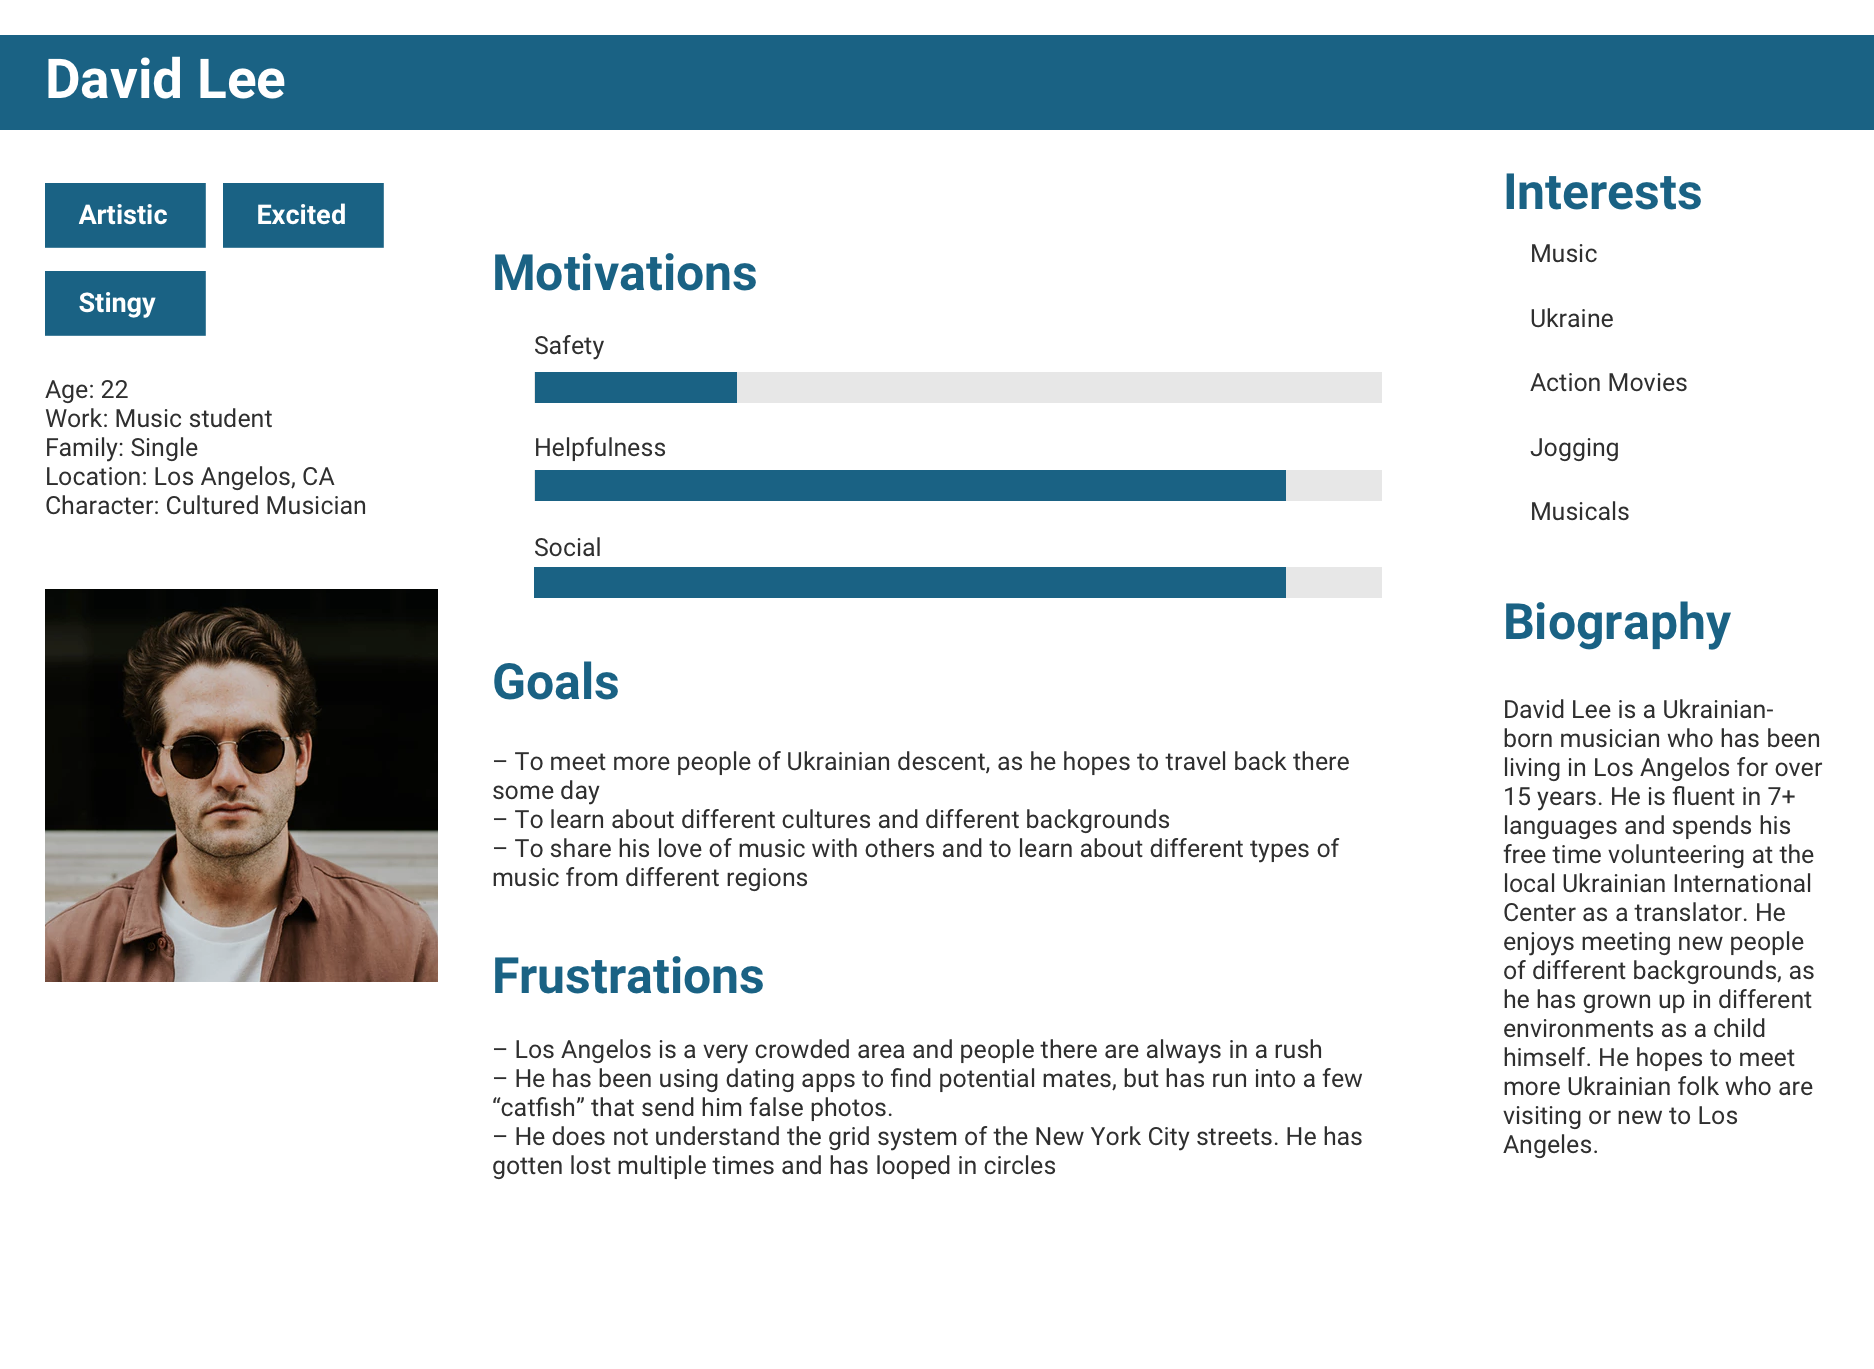 David Lee
Artistic
Excited
Stingy
Age: 22
Work: Music student
Family: Single
Location: Los Angelos, CA
Character: Cultured Musician
Motivations
Safety
Helpfulness
Social
Goals
– To meet more people of Ukrainian descent, as he hopes to travel back there
some day
– To learn about different cultures and different backgrounds
– To share his love of music with others and to learn about different types of
music from different regions
Frustrations
– Los Angelos is a very crowded area and people there are always in a rush
– He has been using dating apps to find potential mates, but has run into a few
“catfish” that send him false photos.
– He does not understand the grid system of the New York City streets. He has
gotten lost multiple times and has looped in circles
Interests
Music
Ukraine
Action Movies
Jogging
Musicals
Biography
David Lee is a Ukrainian-
born musician who has been
living in Los Angelos for over
15 years. He is fluent in 7+
languages and spends his
free time volunteering at the
local Ukrainian International
Center as a translator. He
enjoys meeting new people
of different backgrounds, as
he has grown up in different
environments as a child
himself. He hopes to meet
more Ukrainian folk who are
visiting or new to Los
Angeles.